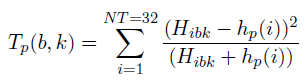 T_p(b, k) = \sum_{i=1}^{NT=32} \frac{(H_{ibk} - h_p(i))^2}{(H_{ibk} + h_p(i))}